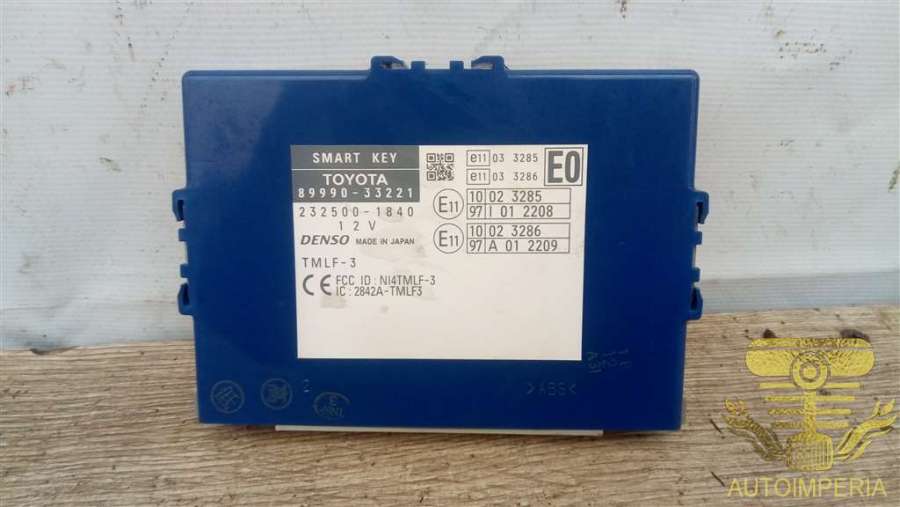 SMART KEY
TOYOTA
89990-33221
232500-1840
12V
DENSO MADE IN JAPAN
TMLF-3
CE FCC ID : NI4TMLF-3
IC : 2842A-TMLF3
e11 03 3285
e11 03 3286
E0
E11 10 02 3285
97 I 01 2208
E11 10 02 3286
97 A 01 2209
>ABS<
AUTOIMPERIA